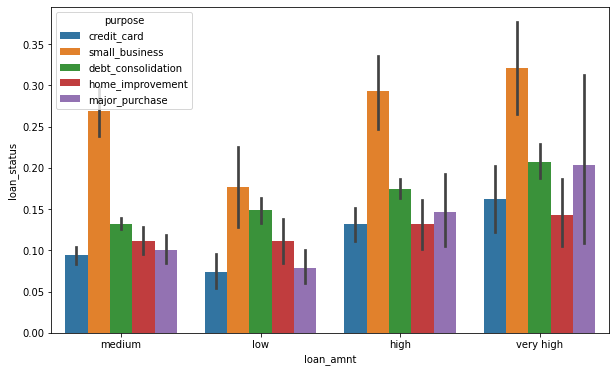 purpose
credit_card
small_business
debt_consolidation
home_improvement
major_purchase
0.35
0.30
0.25
0.20
0.15
0.10
0.05
0.00
loan_status
medium low high very high
loan_amnt